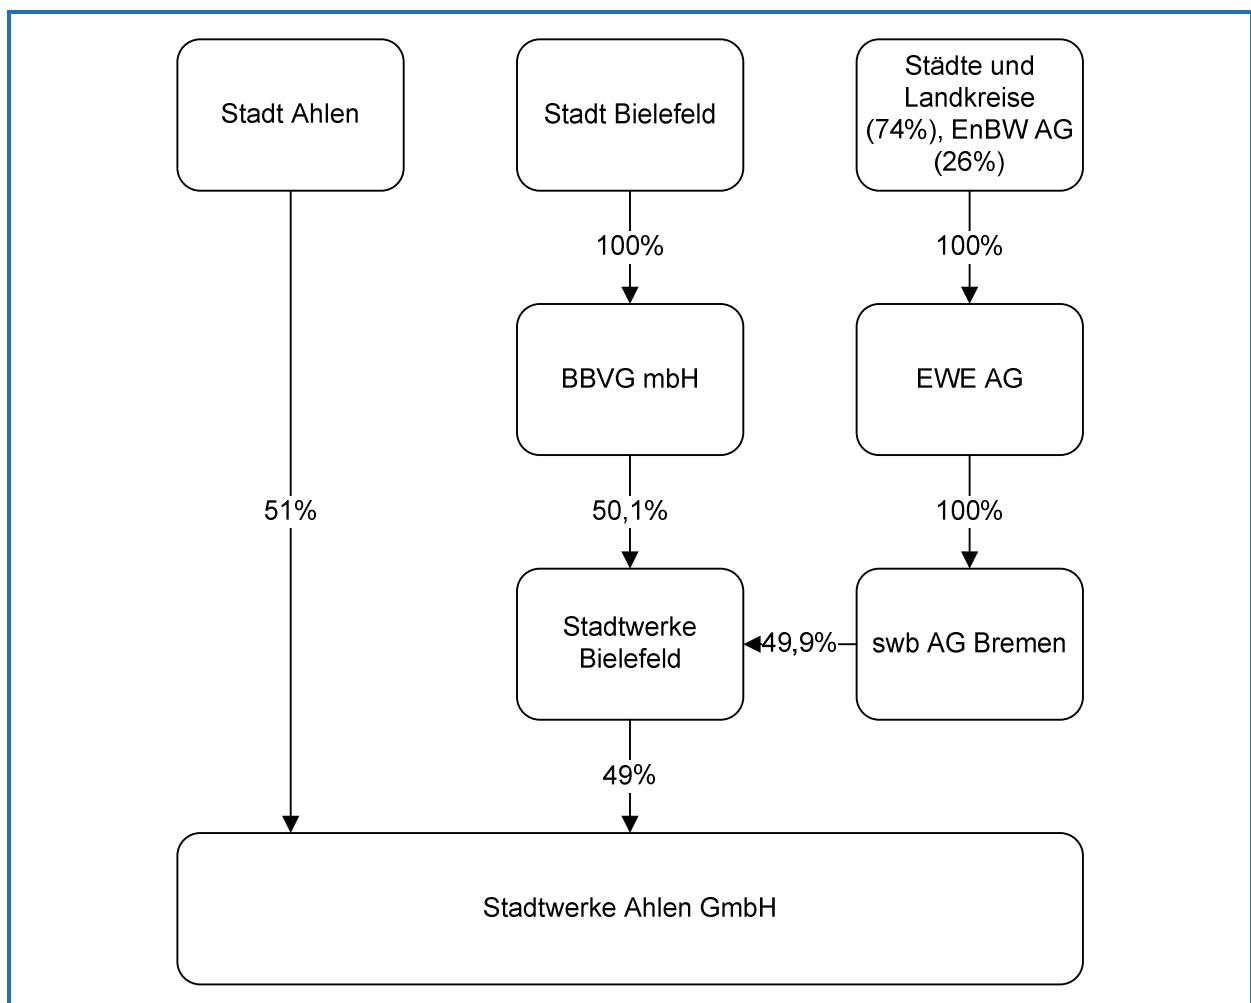 Stadt Ahlen
Stadt Bielefeld
Städte und
Landkreise
(74%), EnBW AG
(26%)
100%
100%
BBVG mbH
EWE AG
51%
50,1%
100%
Stadtwerke
Bielefeld
49,9%
swb AG Bremen
49%
Stadtwerke Ahlen GmbH